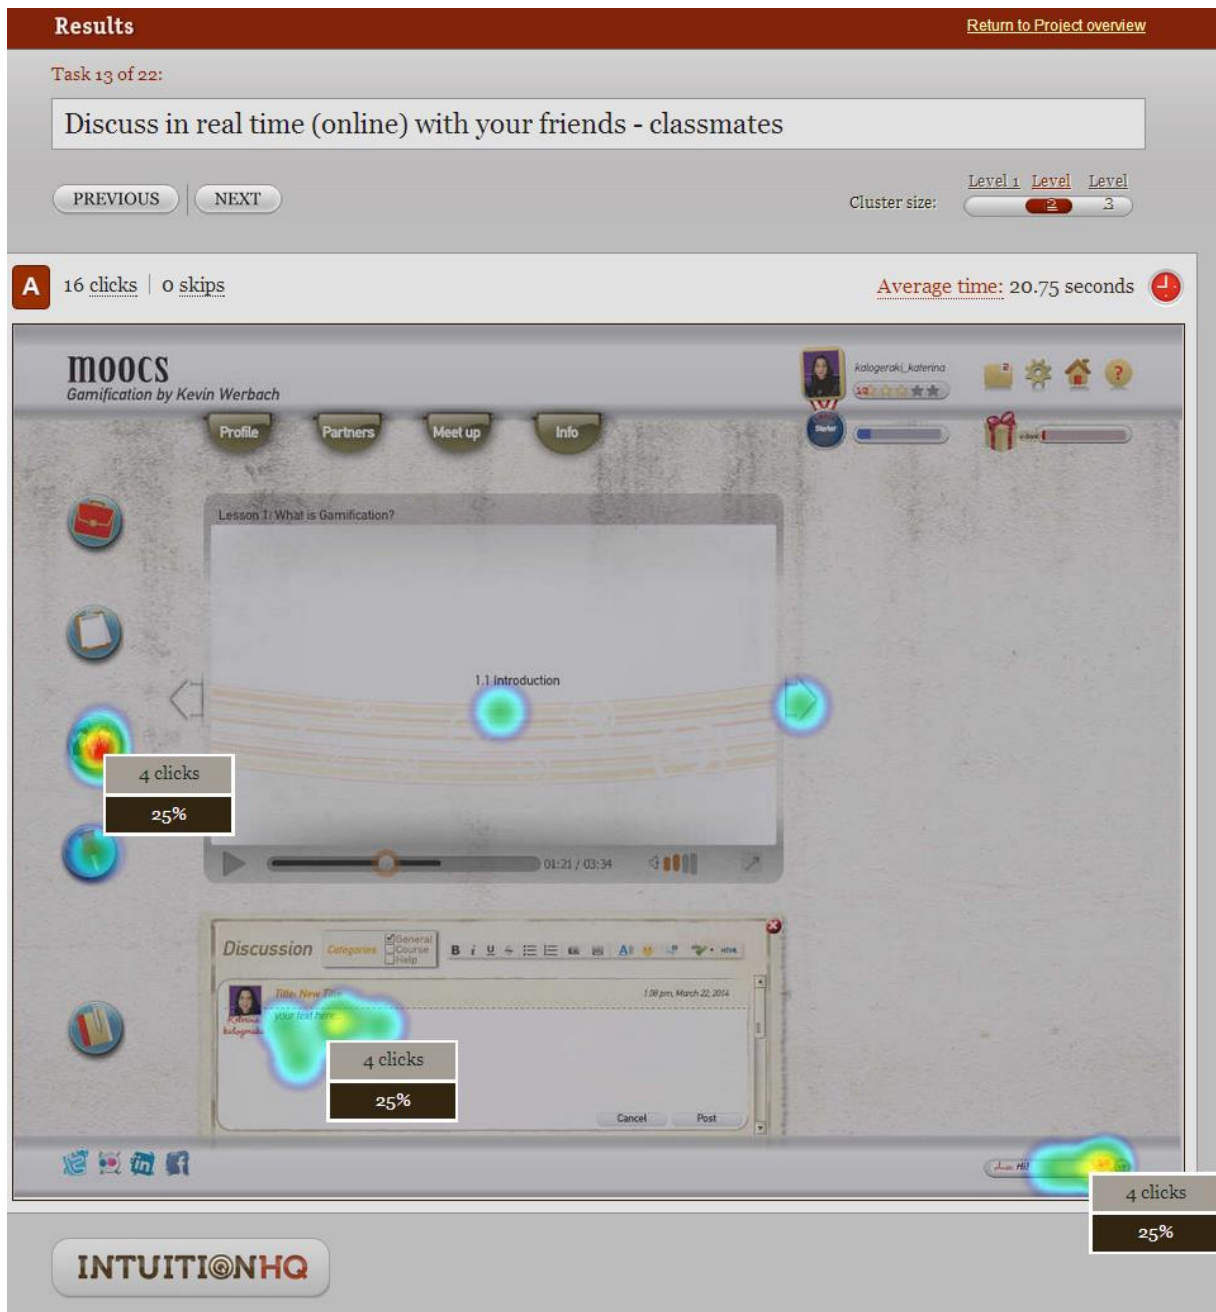 Results
Return to Project overview
Task 13 of 22:
Discuss in real time (online) with your friends - classmates
PREVIOUS
NEXT
Cluster size:
Level 1 Level 2 Level 3
A
16 clicks
0 skips
Average time: 20.75 seconds
moocs
Gamification by Kevin Werbach
kalogeraki_katerina
2
?
Profile
Partners
Meet up
Info
Starter
Lesson 1: What is Gamification?
1.1 Introduction
4 clicks
25%
01:21 / 03:34
Discussion
Categories
General
Course
Help
B i U S
HTML
Title: New Title
1:08 pm, March 22, 2014
your text here...
4 clicks
25%
Cancel
Post
in
f
Hi!
4 clicks
25%
INTUITIONHQ